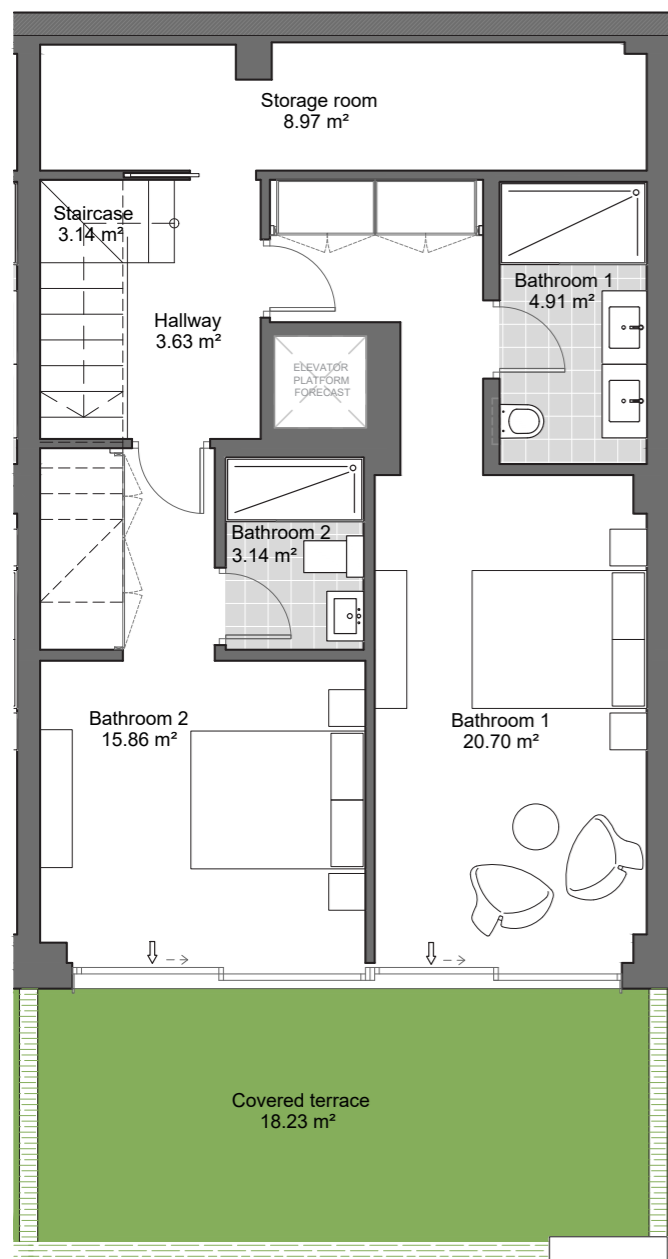 Storage room
8.97 m²
Staircase
3.14 m²
Bathroom 1
4.91 m²
Hallway
3.63 m²
ELEVATOR
PLATFORM
FORECAST
Bathroom 2
3.14 m²
Bathroom 2
15.86 m²
Bathroom 1
20.70 m²
Covered terrace
18.23 m²